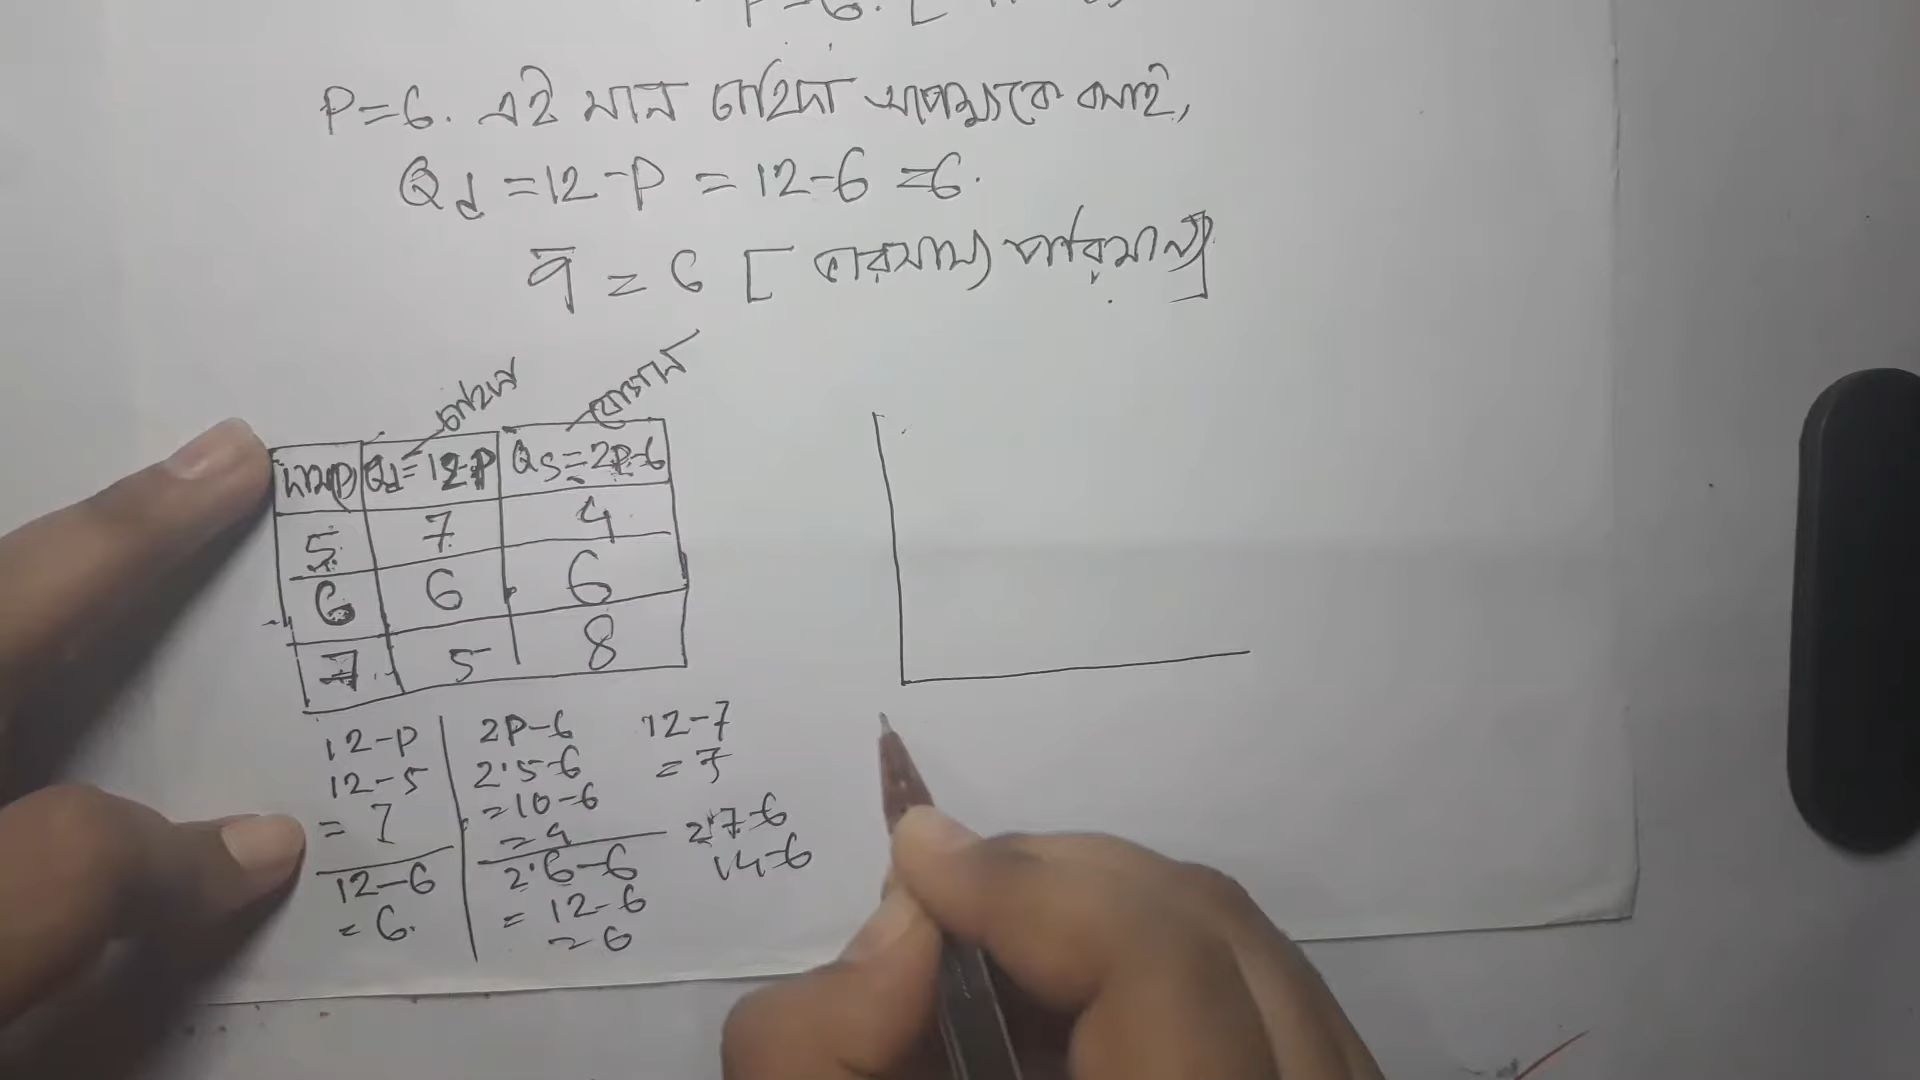 P=6. এই মান চাহিদা অপেক্ষকে বসাই,
Qd = 12-P = 12-6 =6.
q̄ = 6 [ ভারসাম্য পরিমাণ]
চাহিদা যোগান
দাম(P) Qd=12-P Qs=2P-6
5 7 4
6 6 6
7 5 8
12-P
12-5
= 7
12-6
= 6.
2P-6
2·5-6
=10-6
=4
2·6-6
= 12-6
=6
12-7
= 7
2·7-6
14-6